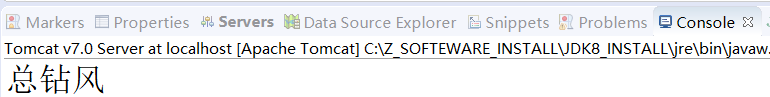 Markers Properties Servers Data Source Explorer Snippets Problems Console
Tomcat v7.0 Server at localhost [Apache Tomcat] C:\Z_SOFTEWARE_INSTALL\JDK8_INSTALL\jre\bin\javaw.
总钻风